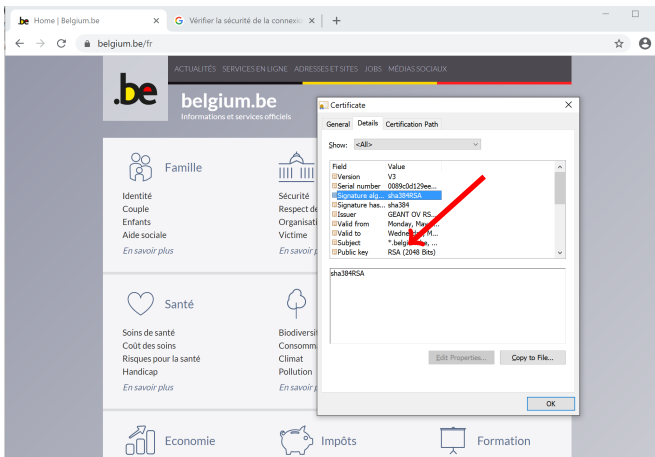 .be Home | Belgium.be
Vérifier la sécurité de la connexion
belgium.be/fr
ACTUALITÉS SERVICES EN LIGNE ADRESSES ET SITES JOBS MÉDIAS SOCIAUX
.be
belgium.be
Informations et services officiels
Famille
Identité
Couple
Enfants
Aide sociale
En savoir plus
Sécurité
Respect de
Organisati
Victime
En savoir p
Santé
Soins de santé
Coût des soins
Risques pour la santé
Handicap
En savoir plus
Biodiversit
Consomm
Climat
Pollution
En savoir p
Economie
Impôts
Formation
Certificate
General Details Certification Path
Show: <All>
Field Value
Version V3
Serial number 0089c0d129ee...
Signature alg... sha384RSA
Signature has... sha384
Issuer GEANT OV RS...
Valid from Monday, May
Valid to
Subject
Public key RSA (2048 Bits)
sha384RSA
Edit Properties... Copy to File...
OK